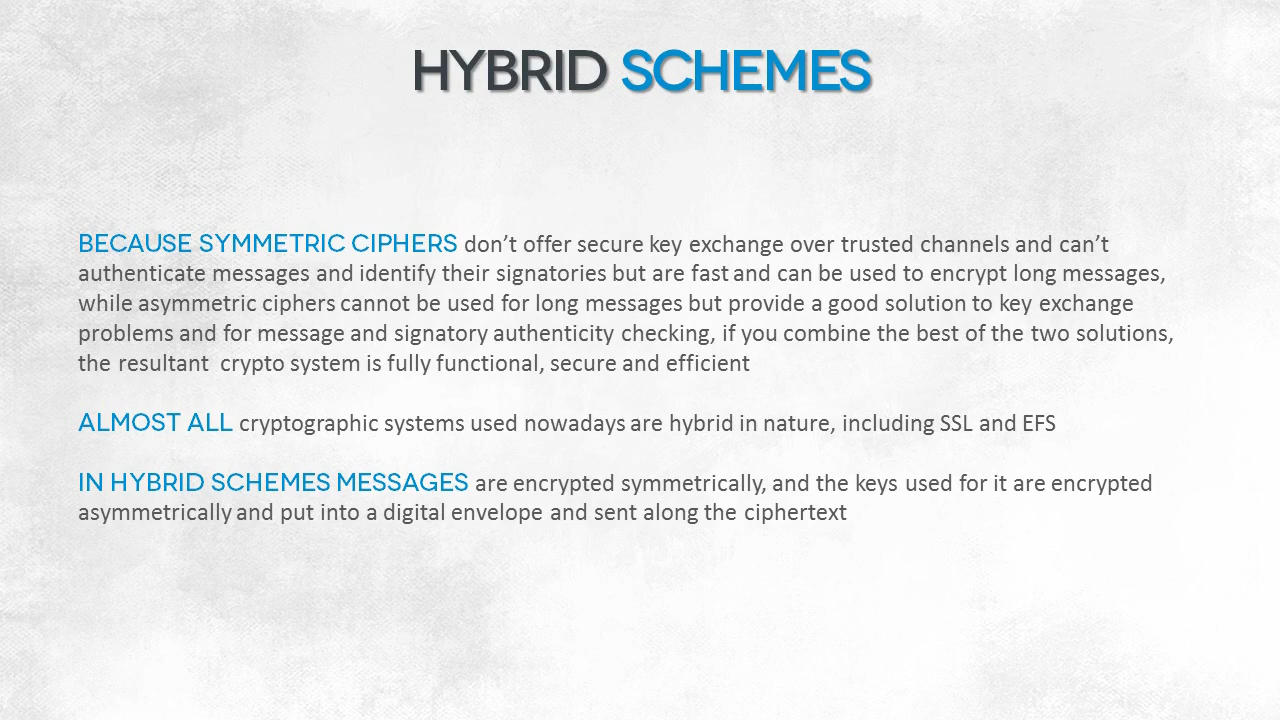 HYBRID SCHEMES
BECAUSE SYMMETRIC CIPHERS don’t offer secure key exchange over trusted channels and can’t
authenticate messages and identify their signatories but are fast and can be used to encrypt long messages,
while asymmetric ciphers cannot be used for long messages but provide a good solution to key exchange
problems and for message and signatory authenticity checking, if you combine the best of the two solutions,
the resultant  crypto system is fully functional, secure and efficient
ALMOST ALL cryptographic systems used nowadays are hybrid in nature, including SSL and EFS
IN HYBRID SCHEMES MESSAGES are encrypted symmetrically, and the keys used for it are encrypted
asymmetrically and put into a digital envelope and sent along the ciphertext